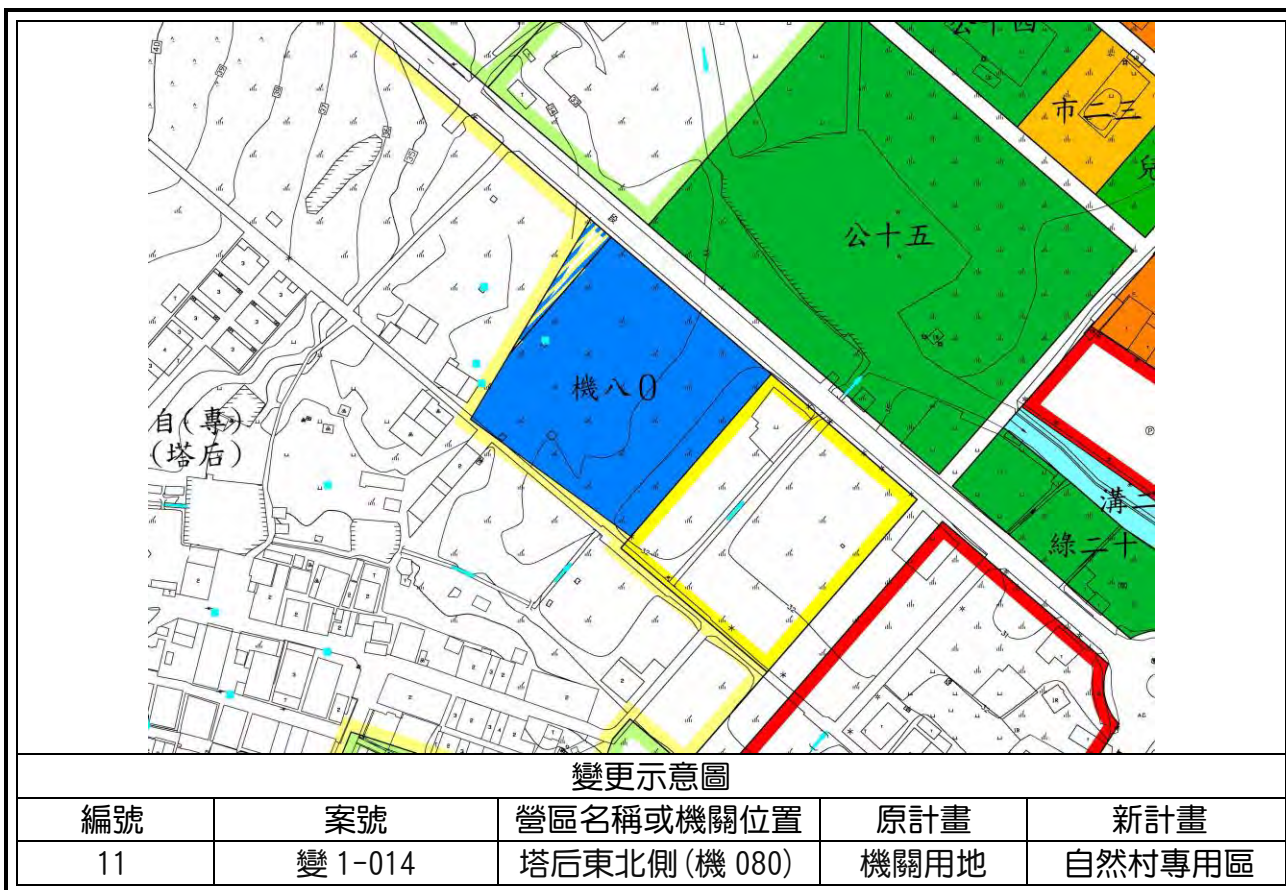 公十四
市二三
兒
公十五
機八0
自(專)
(塔后)
溝二
綠二十
變更示意圖
編號 案號 營區名稱或機關位置 原計畫 新計畫
11 變 1-014 塔后東北側(機 080) 機關用地 自然村專用區